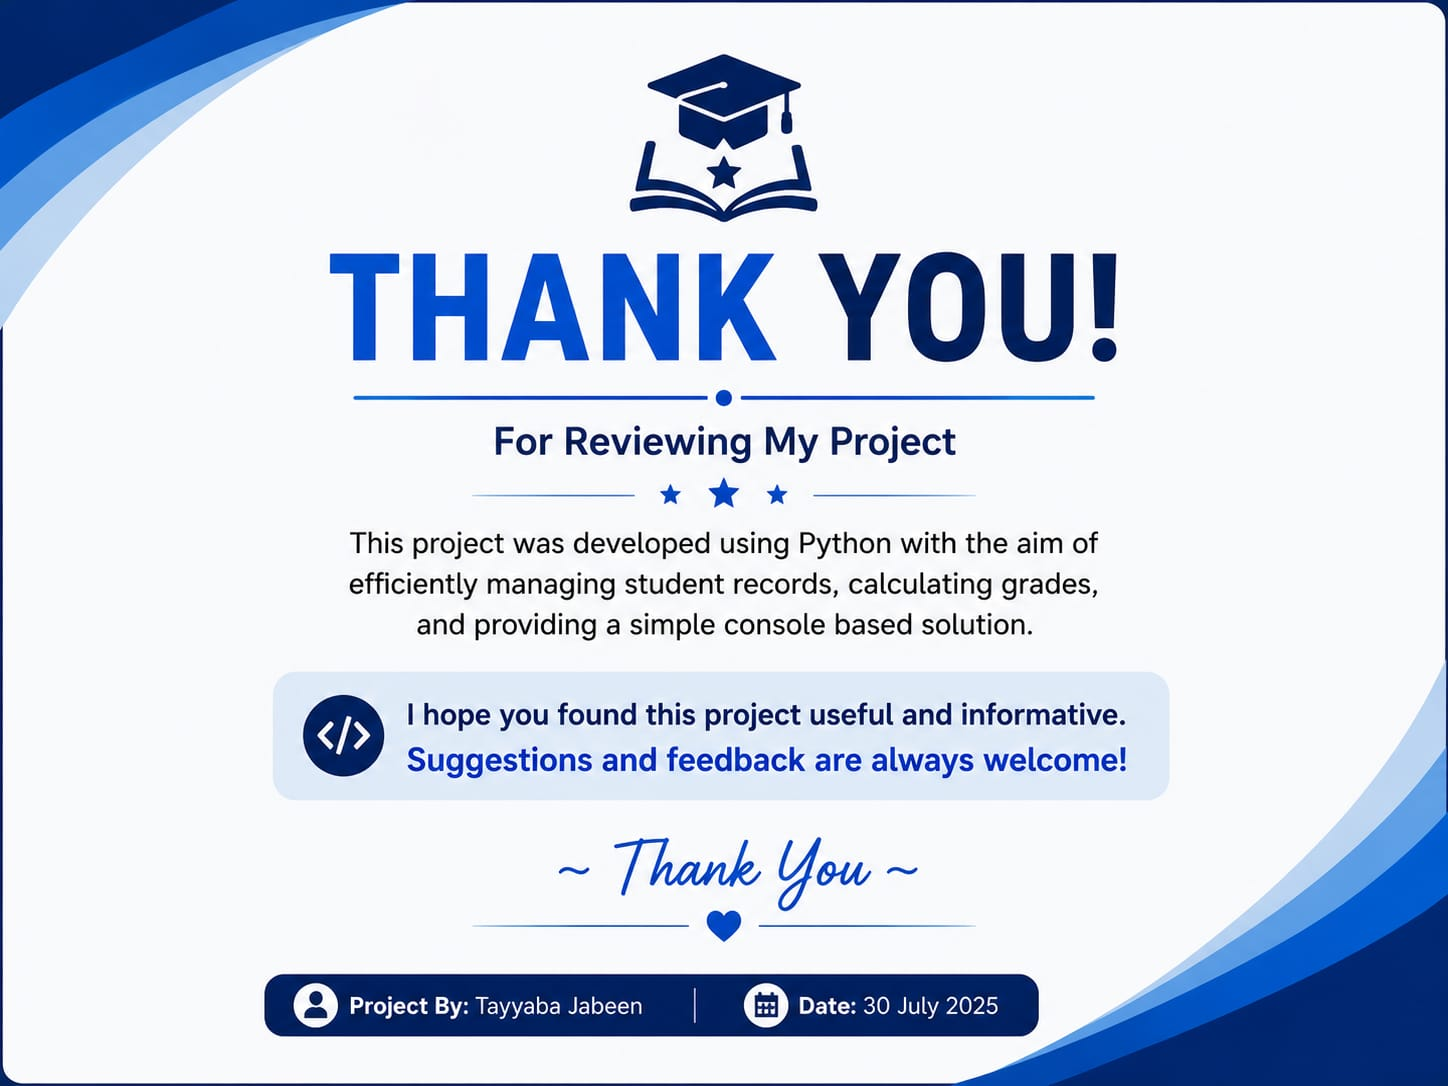 THANK YOU!
For Reviewing My Project
This project was developed using Python with the aim of
efficiently managing student records, calculating grades,
and providing a simple console based solution.
</>
I hope you found this project useful and informative.
Suggestions and feedback are always welcome!
~ Thank You ~
Project By: Tayyaba Jabeen | Date: 30 July 2025